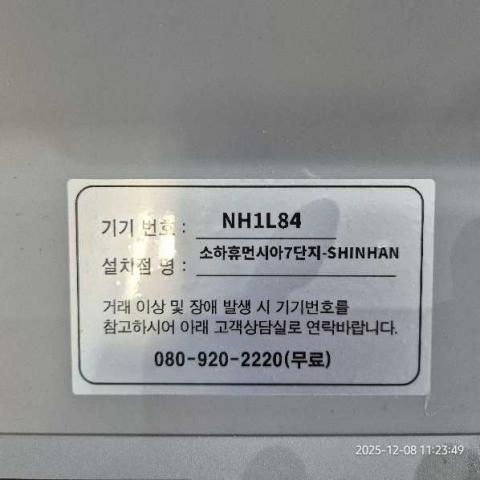 기기 번호 : NH1L84
설치점 명 : 소하휴먼시아7단지-SHINHAN
거래 이상 및 장애 발생 시 기기번호를
참고하시어 아래 고객상담실로 연락바랍니다.
080-920-2220(무료)
2025-12-08 11:23:49